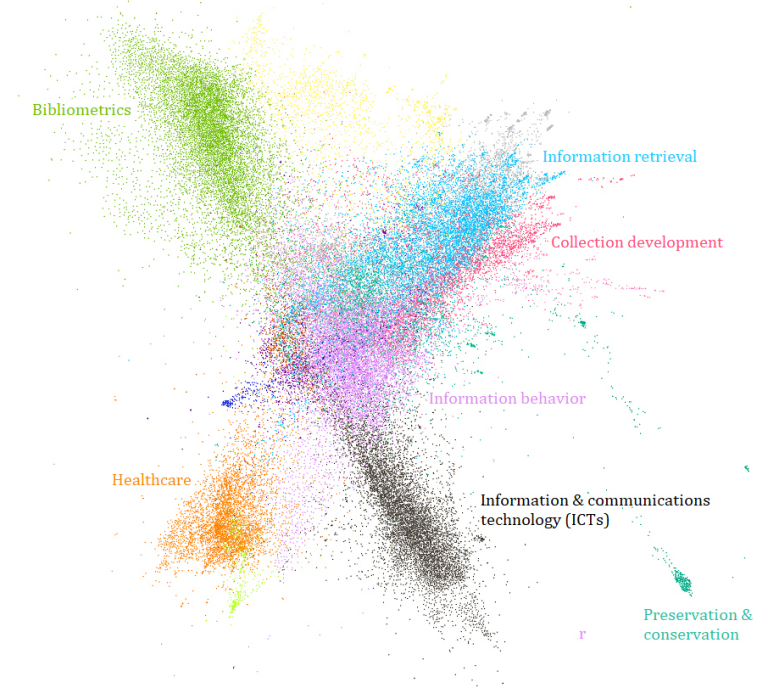 Bibliometrics
Information retrieval
Collection development
Information behavior
Healthcare
Information & communications
technology (ICTs)
Preservation &
conservation
r